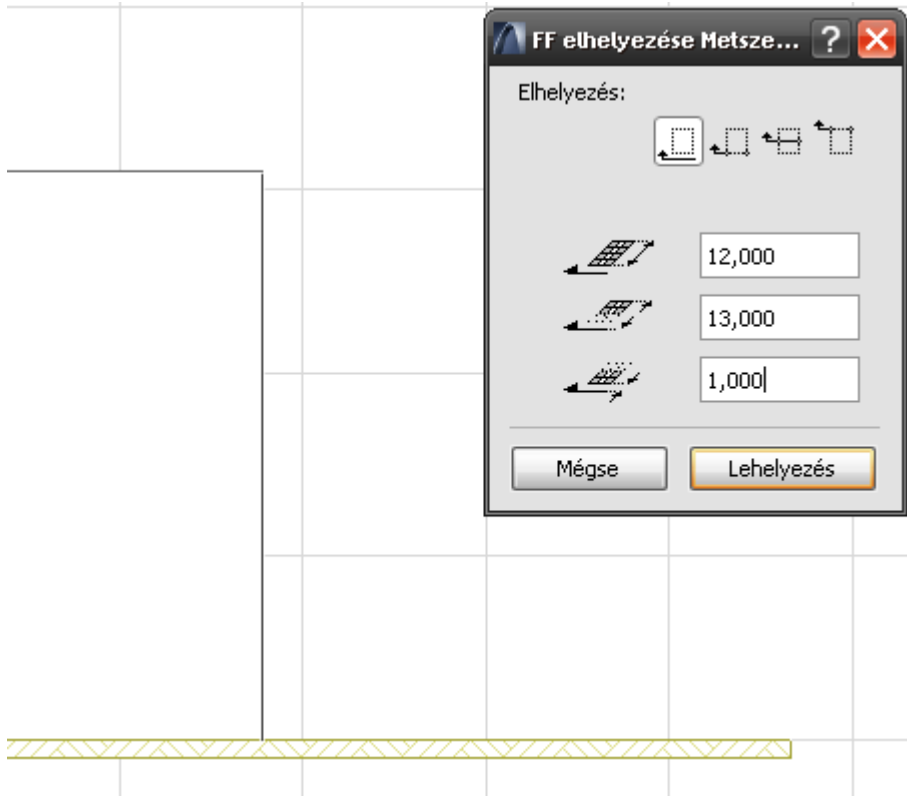 FF elhelyezése Metsze...
?
Elhelyezés:
12,000
13,000
1,000
Mégse
Lehelyezés